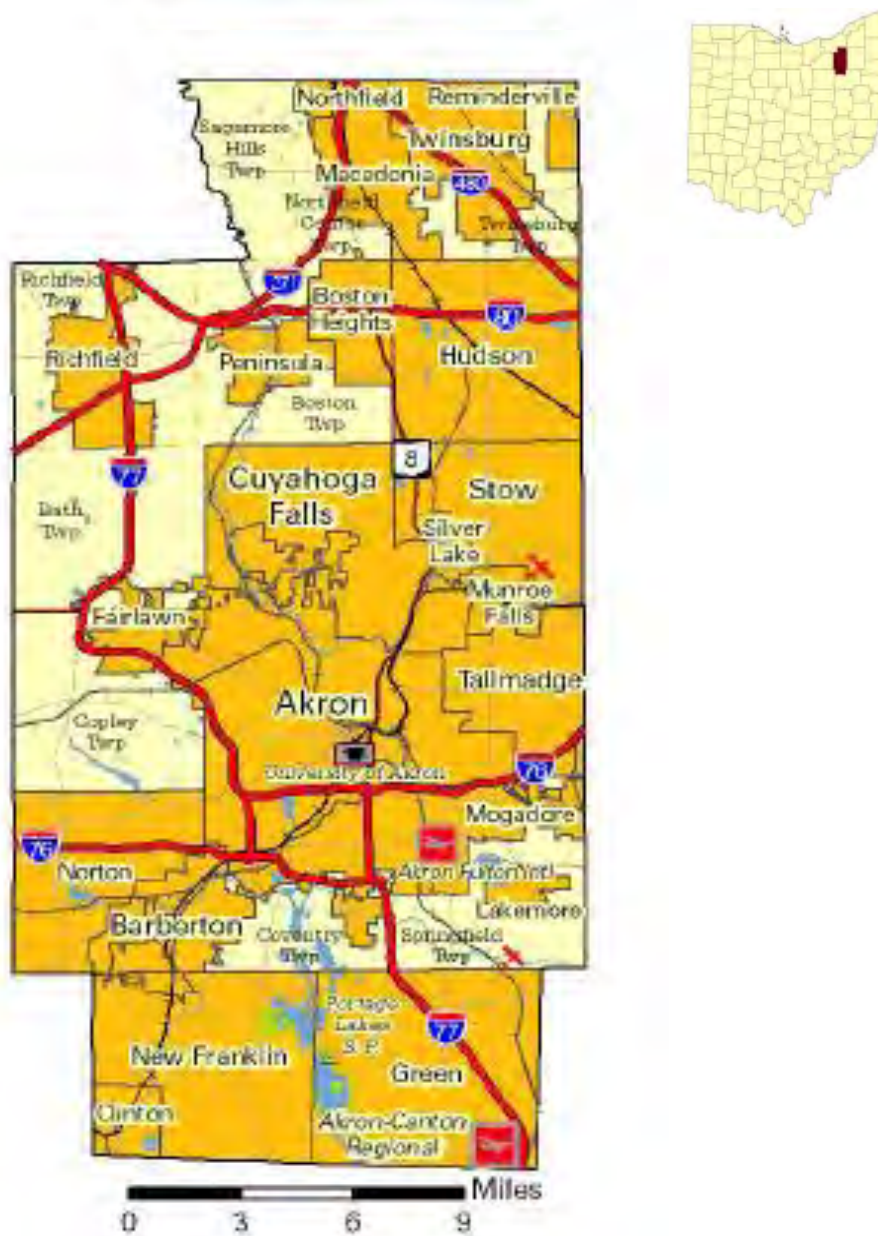 Northfield
Reminderville
Sagamore
Hills
Twp
Twinsburg
Macedonia
480
Northfield
Center
Twp
Twinsburg
Twp
Richfield
Twp
Boston
Heights
Richfield
Peninsula
Hudson
Boston
Twp
8
77
Cuyahoga
Falls
Stow
Bath
Twp
Silver
Lake
Munroe
Falls
Fairlawn
Tallmadge
Akron
Copley
Twp
University of Akron
76
Mogadore
76
Norton
Akron Fulton Intl
Lakemore
Barberton
Coventry
Twp
Springfield
Twp
Portage
Lakes
S.P.
77
New Franklin
Green
Clinton
Akron-Canton
Regional
Miles
0 3 6 9